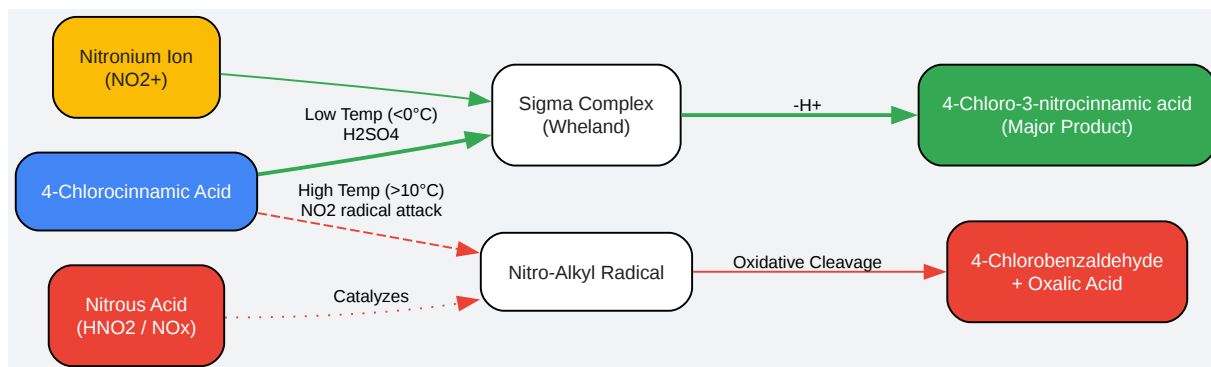 Nitronium Ion
(NO2+)
Low Temp (<0°C)
H2SO4
Sigma Complex
(Wheland)
-H+
4-Chloro-3-nitrocinnamic acid
(Major Product)
4-Chlorocinnamic Acid
High Temp (>10°C)
NO2 radical attack
Nitro-Alkyl Radical
Oxidative Cleavage
4-Chlorobenzaldehyde
+ Oxalic Acid
Nitrous Acid
(HNO2 / NOx)
Catalyzes